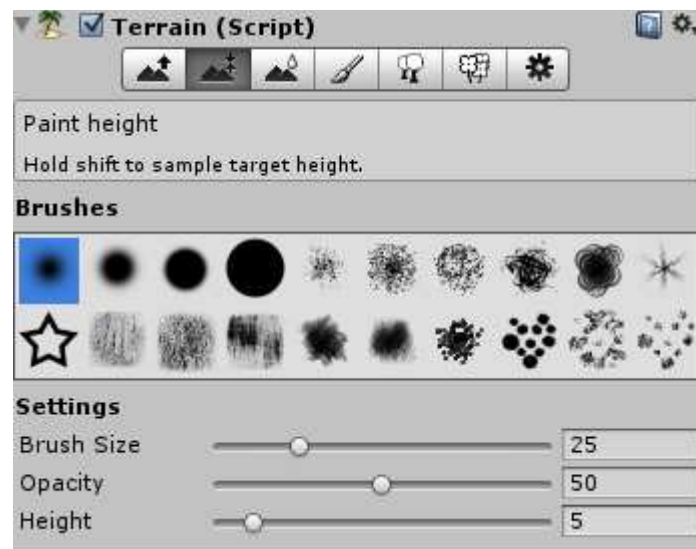 Terrain (Script)
Paint height
Hold shift to sample target height.
Brushes
Settings
Brush Size 25
Opacity 50
Height 5